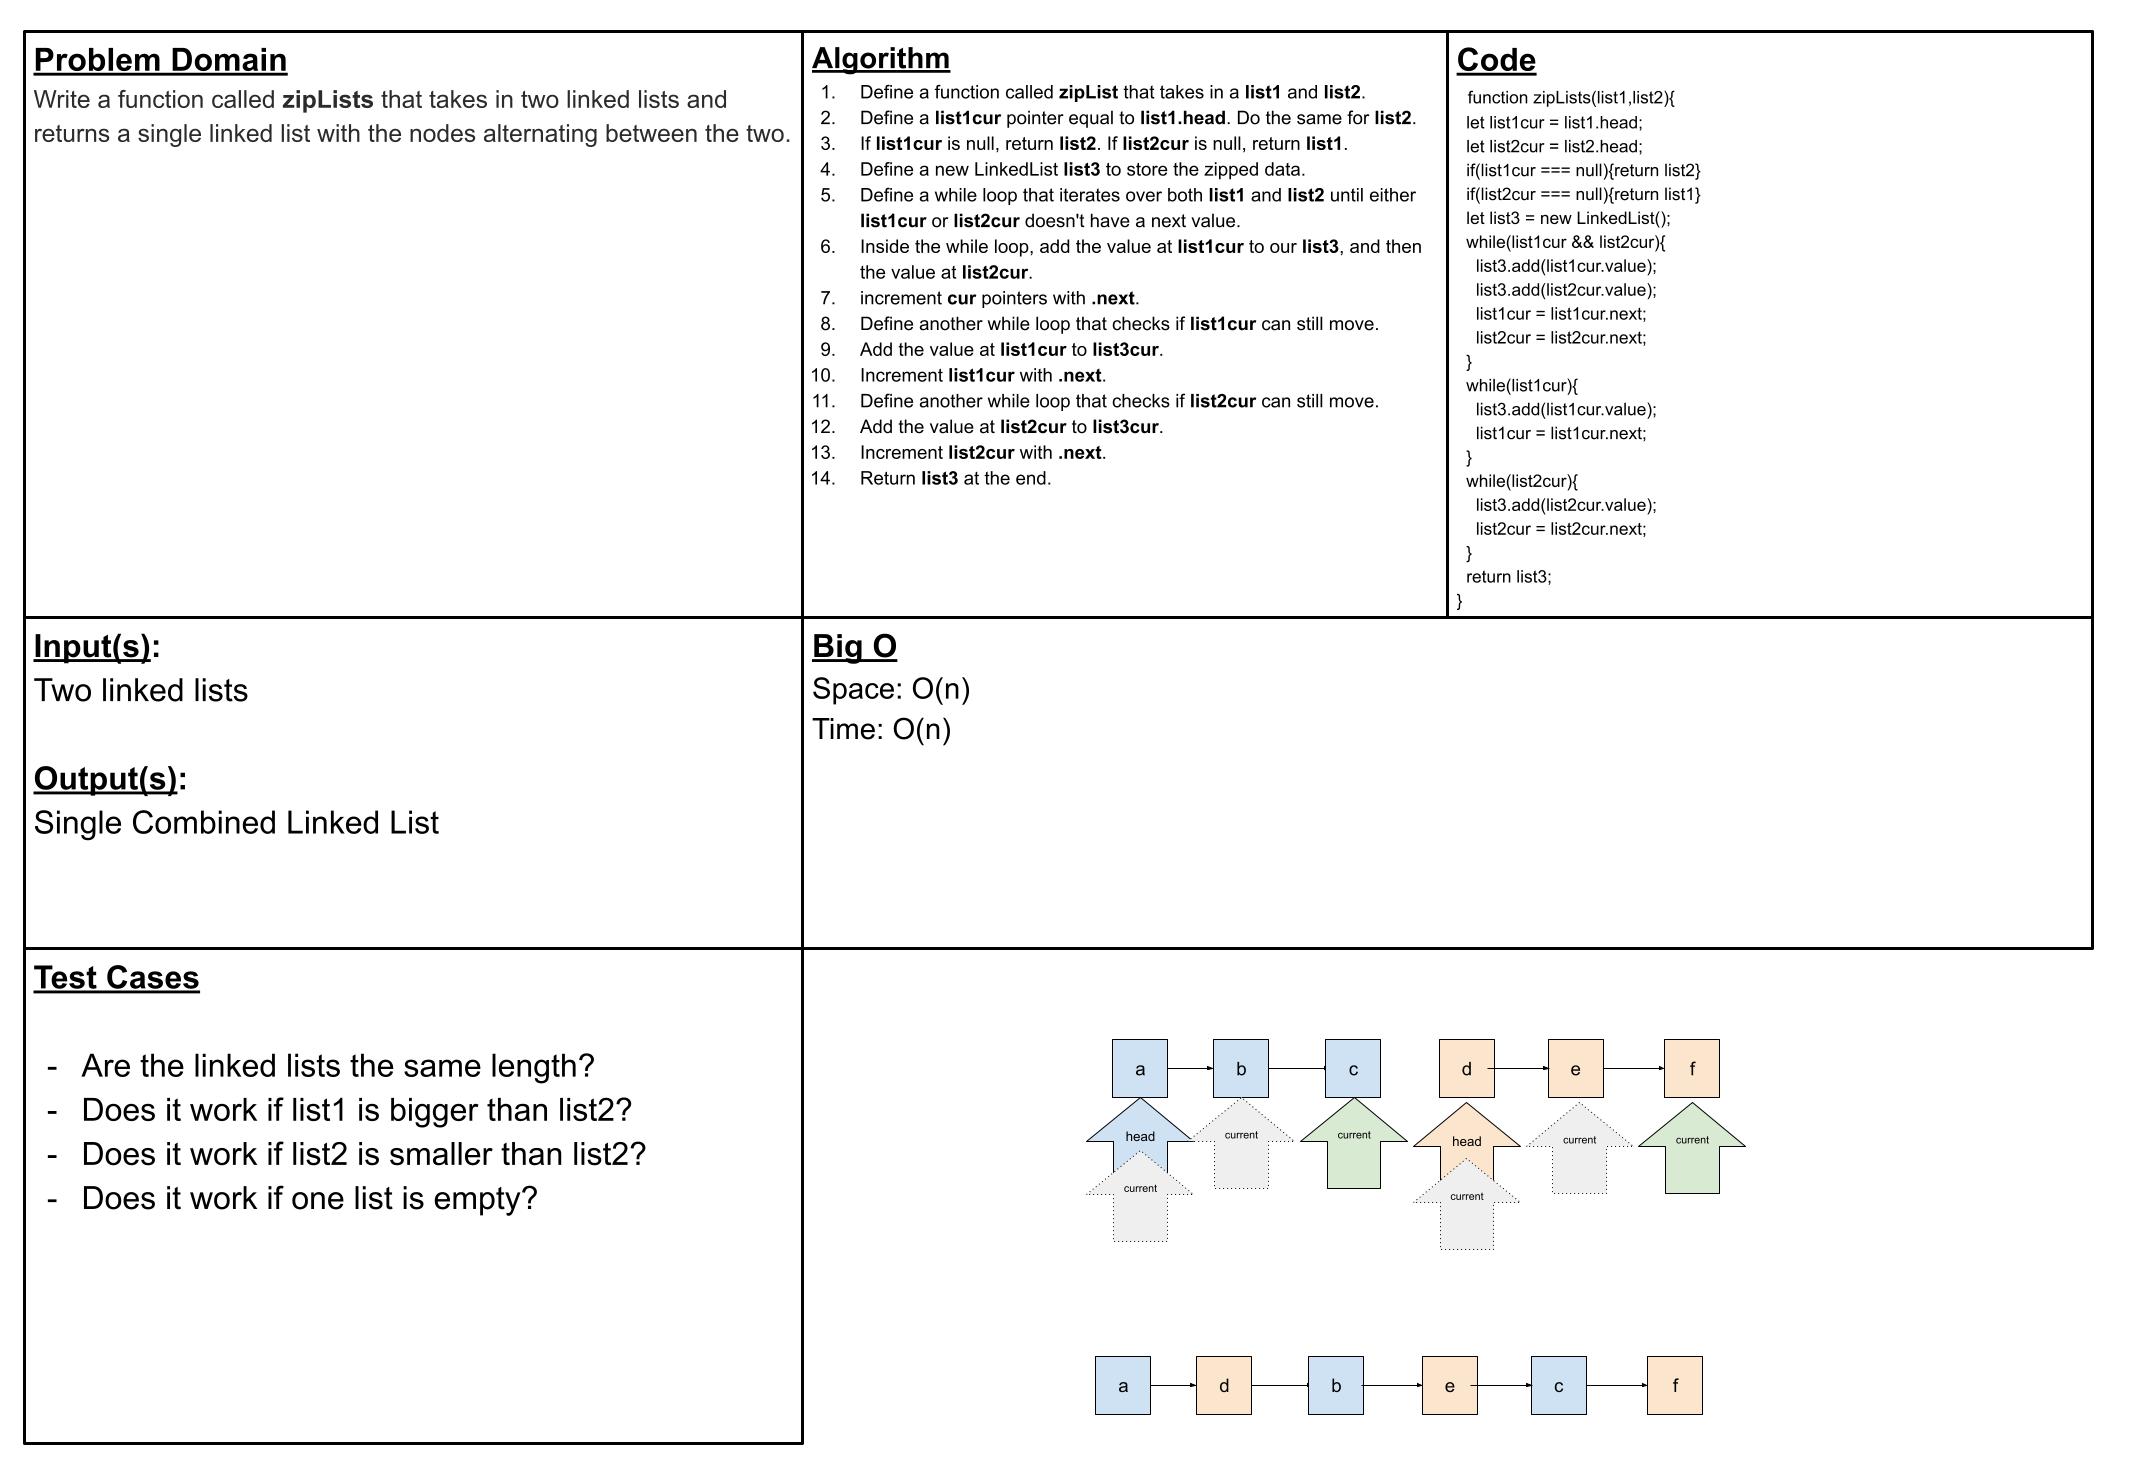 Problem Domain
Write a function called zipLists that takes in two linked lists and
returns a single linked list with the nodes alternating between the two.
Algorithm
1. Define a function called zipList that takes in a list1 and list2.
2. Define a list1cur pointer equal to list1.head. Do the same for list2.
3. If list1cur is null, return list2. If list2cur is null, return list1.
4. Define a new LinkedList list3 to store the zipped data.
5. Define a while loop that iterates over both list1 and list2 until either
list1cur or list2cur doesn't have a next value.
6. Inside the while loop, add the value at list1cur to our list3, and then
the value at list2cur.
7. increment cur pointers with .next.
8. Define another while loop that checks if list1cur can still move.
9. Add the value at list1cur to list3cur.
10. Increment list1cur with .next.
11. Define another while loop that checks if list2cur can still move.
12. Add the value at list2cur to list3cur.
13. Increment list2cur with .next.
14. Return list3 at the end.
Code
function zipLists(list1,list2){
let list1cur = list1.head;
let list2cur = list2.head;
if(list1cur === null){return list2}
if(list2cur === null){return list1}
let list3 = new LinkedList();
while(list1cur && list2cur){
list3.add(list1cur.value);
list3.add(list2cur.value);
list1cur = list1cur.next;
list2cur = list2cur.next;
}
while(list1cur){
list3.add(list1cur.value);
list1cur = list1cur.next;
}
while(list2cur){
list3.add(list2cur.value);
list2cur = list2cur.next;
}
return list3;
}
Input(s):
Two linked lists
Output(s):
Single Combined Linked List
Big O
Space: O(n)
Time: O(n)
Test Cases
- Are the linked lists the same length?
- Does it work if list1 is bigger than list2?
- Does it work if list2 is smaller than list2?
- Does it work if one list is empty?
a b c d e f
head current current head current current
current current
a d b e c f